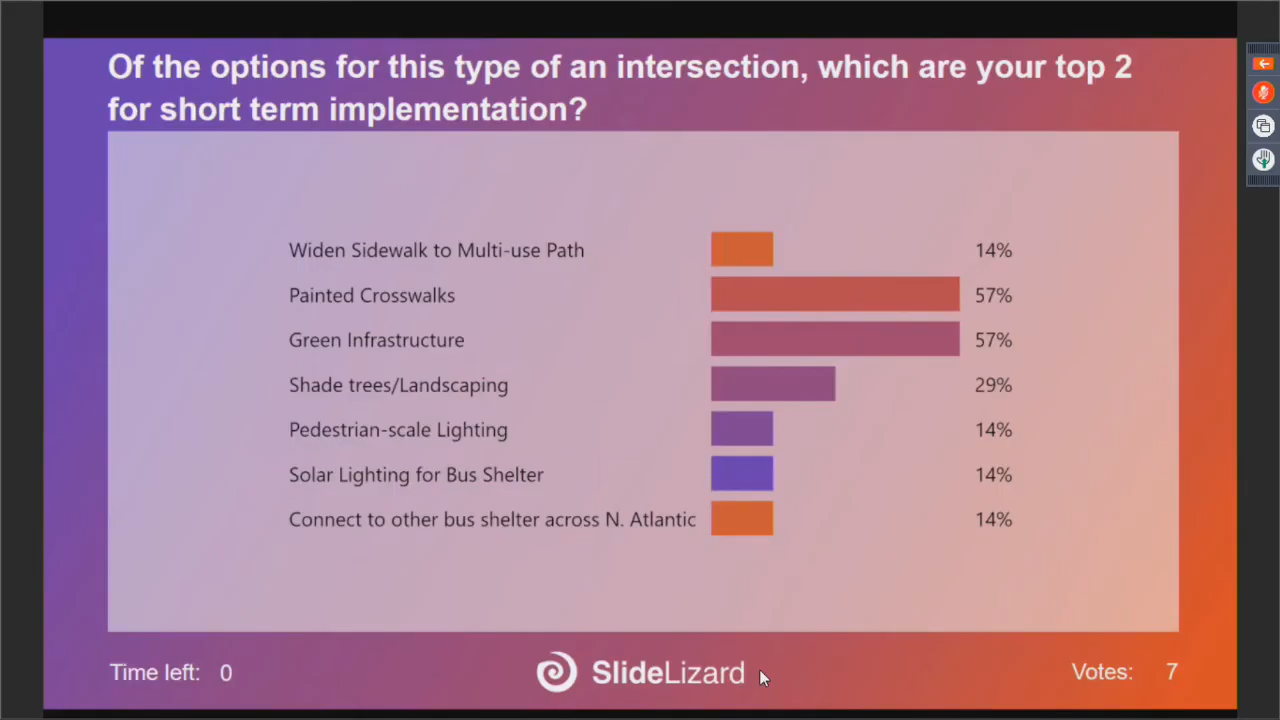 Of the options for this type of an intersection, which are your top 2
for short term implementation?
Widen Sidewalk to Multi-use Path 14%
Painted Crosswalks 57%
Green Infrastructure 57%
Shade trees/Landscaping 29%
Pedestrian-scale Lighting 14%
Solar Lighting for Bus Shelter 14%
Connect to other bus shelter across N. Atlantic 14%
Time left: 0 SlideLizard Votes: 7